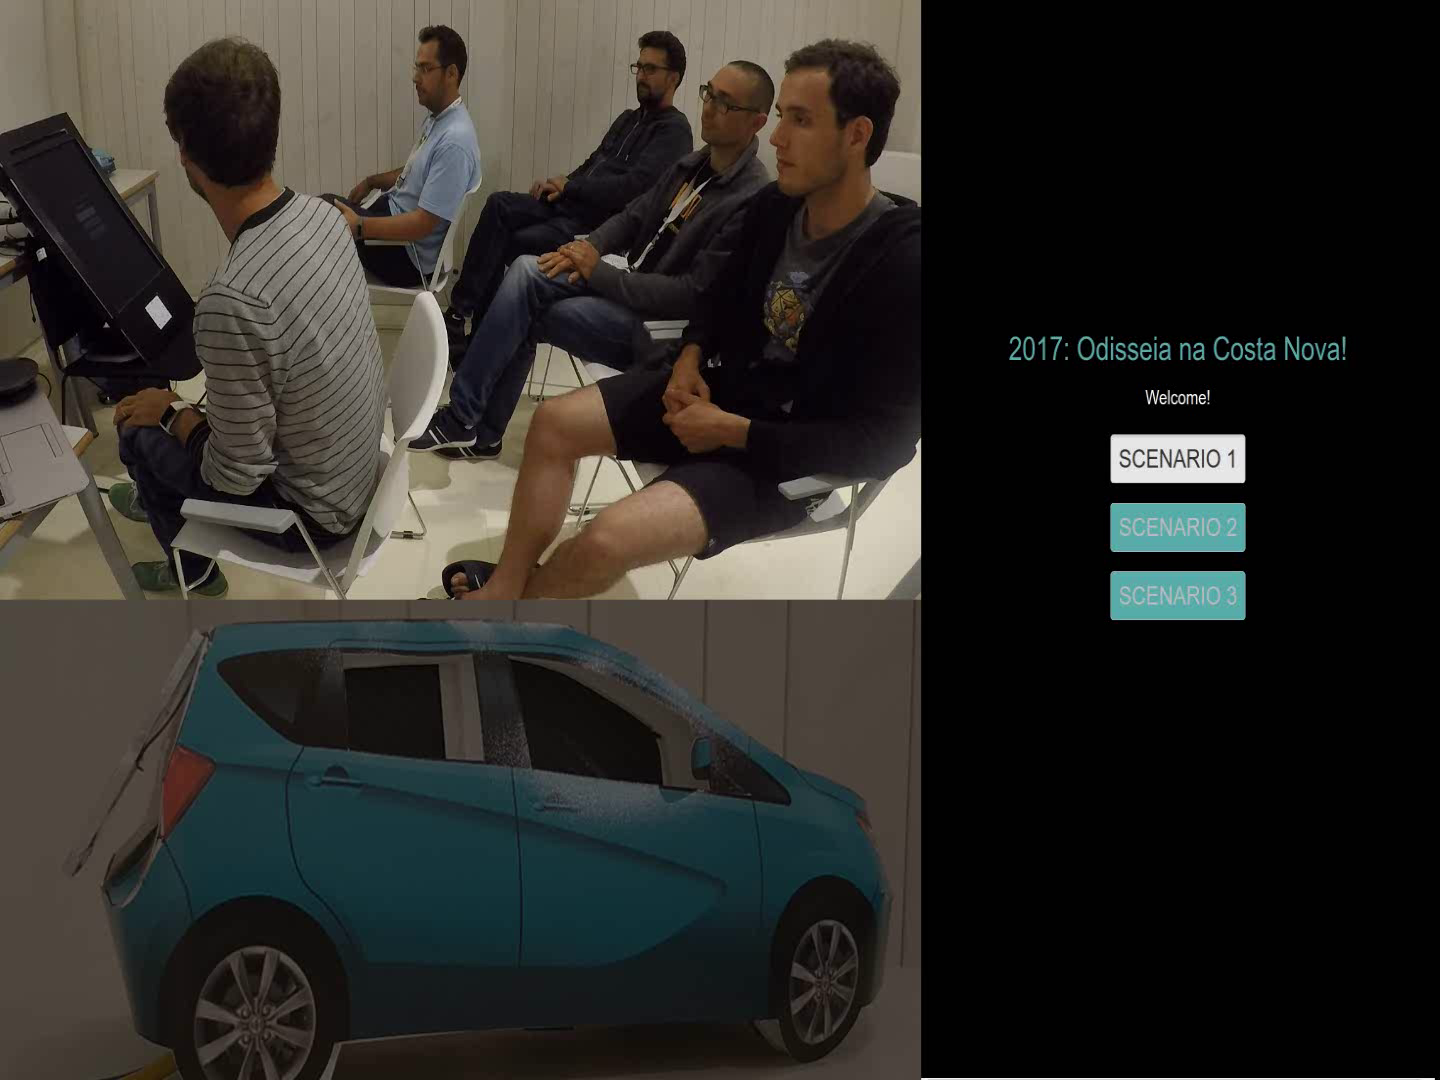 2017: Odisseia na Costa Nova!
Welcome!
SCENARIO 1
SCENARIO 2
SCENARIO 3